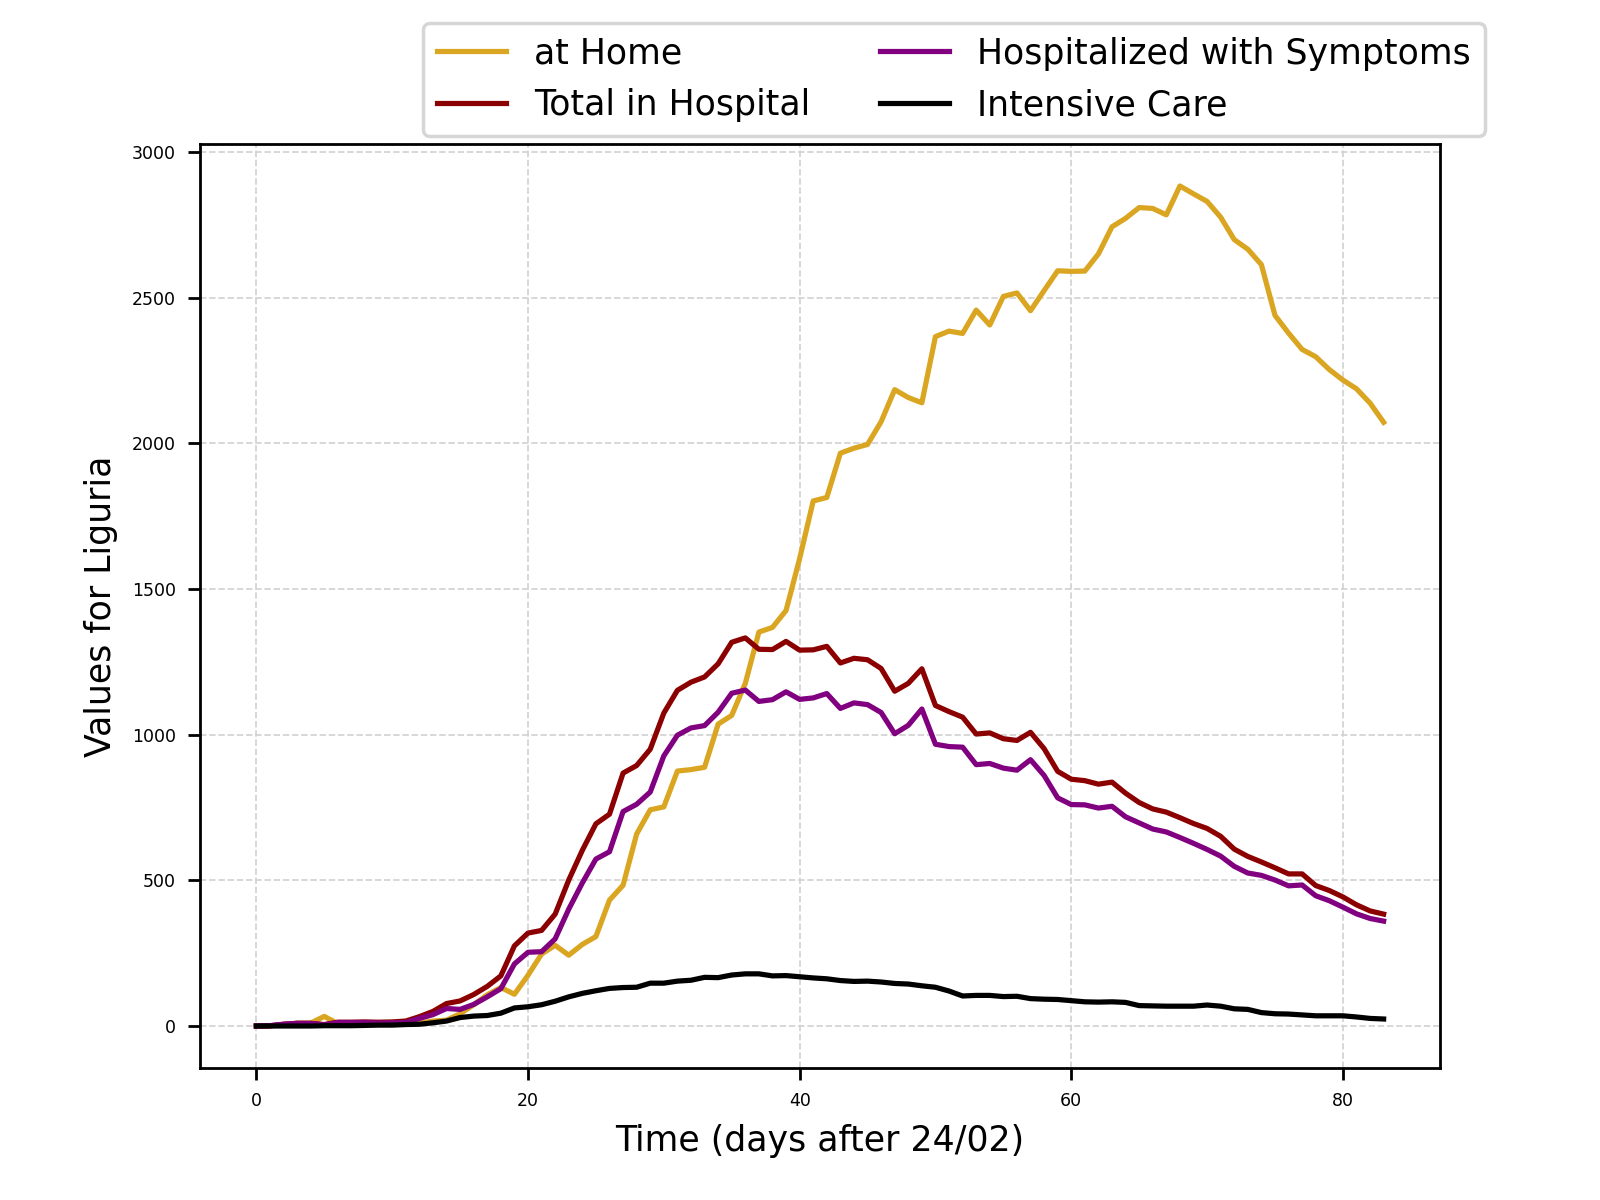 at Home
Total in Hospital
Hospitalized with Symptoms
Intensive Care
3000
2500
2000
1500
1000
500
0
Values for Liguria
0 20 40 60 80
Time (days after 24/02)